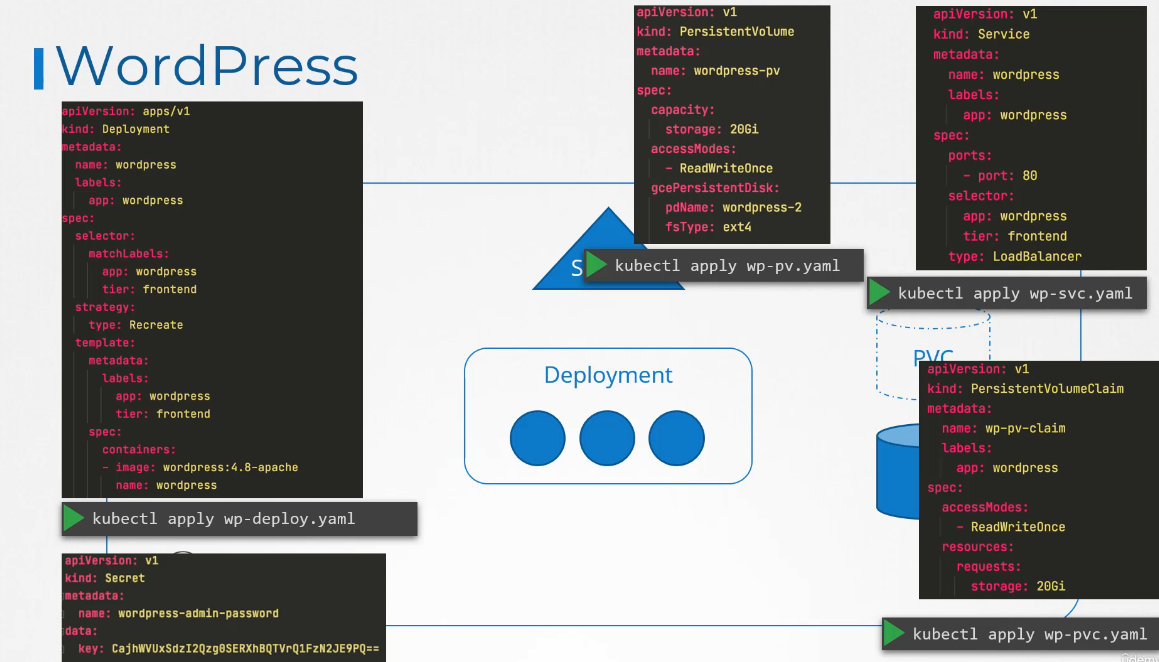 WordPress
apiVersion: apps/v1
kind: Deployment
metadata:
name: wordpress
labels:
app: wordpress
spec:
selector:
matchLabels:
app: wordpress
tier: frontend
strategy:
type: Recreate
template:
metadata:
labels:
app: wordpress
tier: frontend
spec:
containers:
- image: wordpress:4.8-apache
name: wordpress
kubectl apply wp-deploy.yaml
apiVersion: v1
kind: Secret
metadata:
name: wordpress-admin-password
data:
key: CajhWVUxSdzI2Qzg0SERXhBQTVrQ1FzN2JE9PQ==
apiVersion: v1
kind: PersistentVolume
metadata:
name: wordpress-pv
spec:
capacity:
storage: 20Gi
accessModes:
- ReadWriteOnce
gcePersistentDisk:
pdName: wordpress-2
fsType: ext4
kubectl apply wp-pv.yaml
Deployment
apiVersion: v1
kind: Service
metadata:
name: wordpress
labels:
app: wordpress
spec:
ports:
- port: 80
selector:
app: wordpress
tier: frontend
type: LoadBalancer
kubectl apply wp-svc.yaml
PVC
apiVersion: v1
kind: PersistentVolumeClaim
metadata:
name: wp-pv-claim
labels:
app: wordpress
spec:
accessModes:
- ReadWriteOnce
resources:
requests:
storage: 20Gi
kubectl apply wp-pvc.yaml